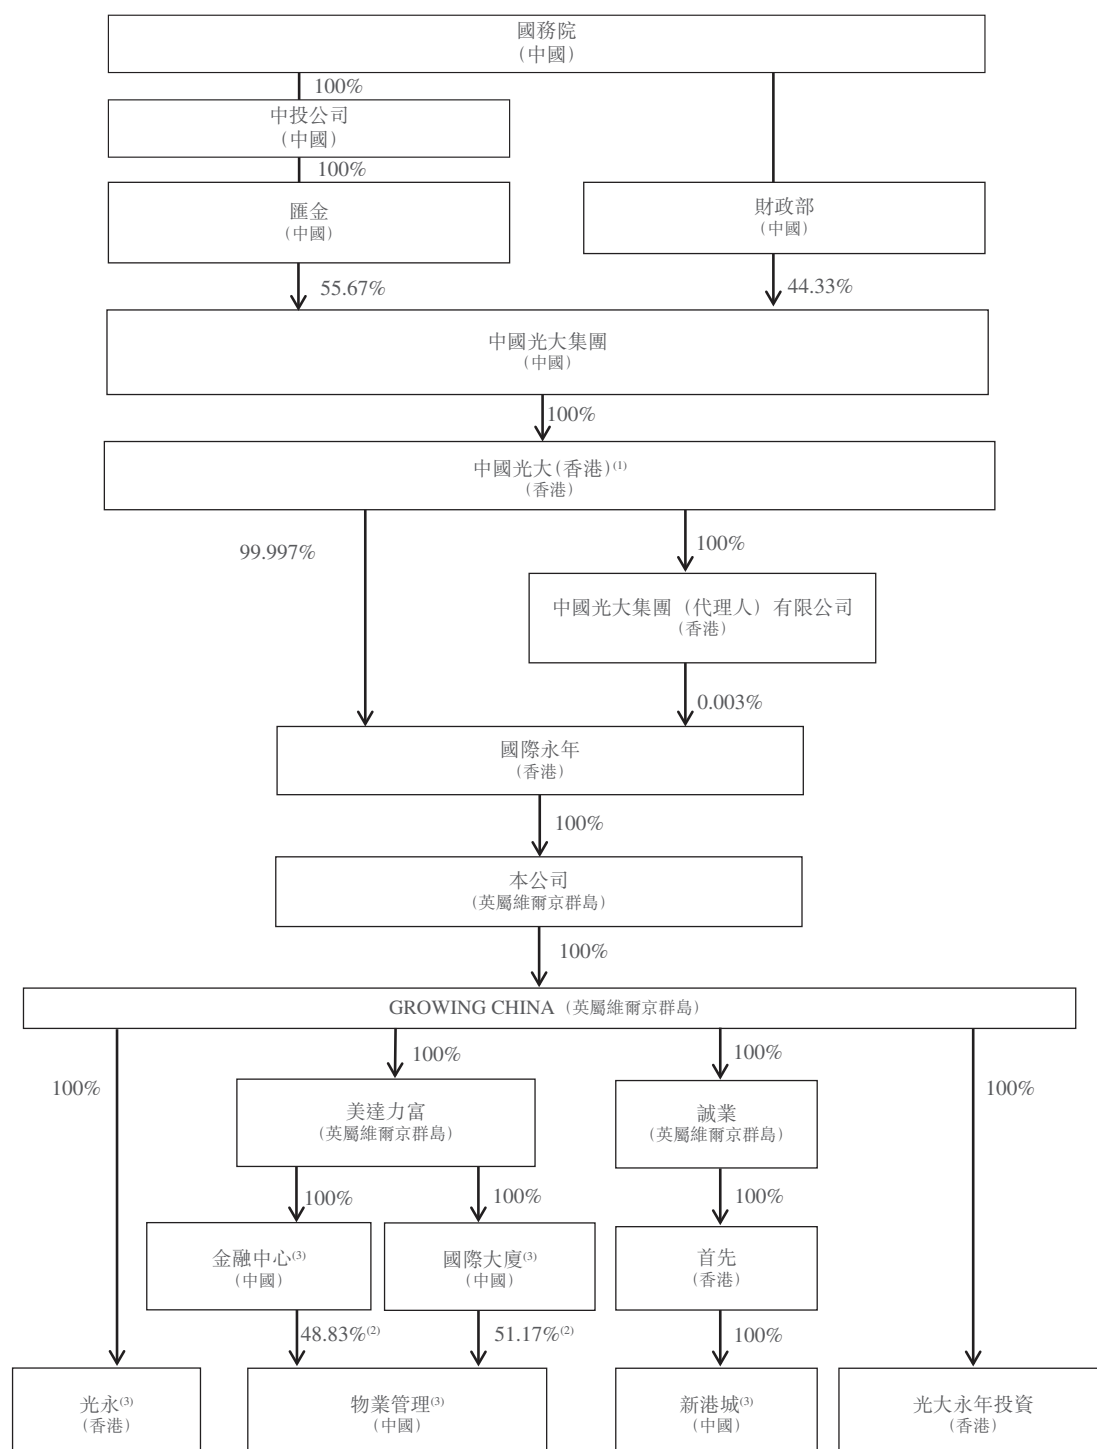 國務院
(中國)
100%
中投公司
(中國)
100%
匯金
(中國)
財政部
(中國)
55.67%
44.33%
中國光大集團
(中國)
100%
中國光大(香港)(1)
(香港)
99.997%
100%
中國光大集團（代理人）有限公司
(香港)
0.003%
國際永年
(香港)
100%
本公司
(英屬維爾京群島)
100%
GROWING CHINA (英屬維爾京群島)
100%
100%
100%
100%
美達力富
(英屬維爾京群島)
誠業
(英屬維爾京群島)
100%
100%
100%
金融中心(3)
(中國)
國際大廈(3)
(中國)
首先
(香港)
48.83%(2)
51.17%(2)
100%
光永(3)
(香港)
物業管理(3)
(中國)
新港城(3)
(中國)
光大永年投資
(香港)